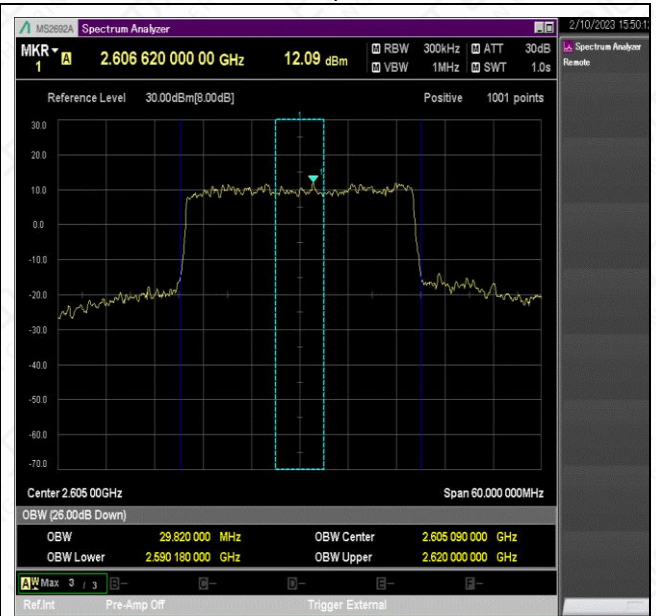 MS2692A Spectrum Analyzer
2/10/2023 15:50:1
MKR 1 A 2.606 620 000 00 GHz 12.09 dBm
M RBW 300kHz M ATT 30dB
M VBW 1MHz M SWT 1.0s
Spectrum Analyzer
Remote
Reference Level 30.00dBm[8.00dB] Positive 1001 points
1
30.0
20.0
1
10.0
0.0
-10.0
-20.0
-30.0
-40.0
-50.0
-60.0
-70.0
Center 2.605 00GHz Span 60.000 000MHz
OBW (26.00dB Down)
OBW 29.820 000 MHz OBW Center 2.605 090 000 GHz
OBW Lower 2.590 180 000 GHz OBW Upper 2.620 000 000 GHz
A W Max 3 / 3 B- C- D- E- F-
Ref.Int Pre-Amp Off Trigger External